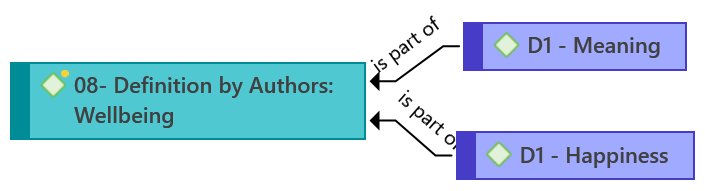 is part of
D1 - Meaning
08- Definition by Authors:
Wellbeing
is part of
D1 - Happiness